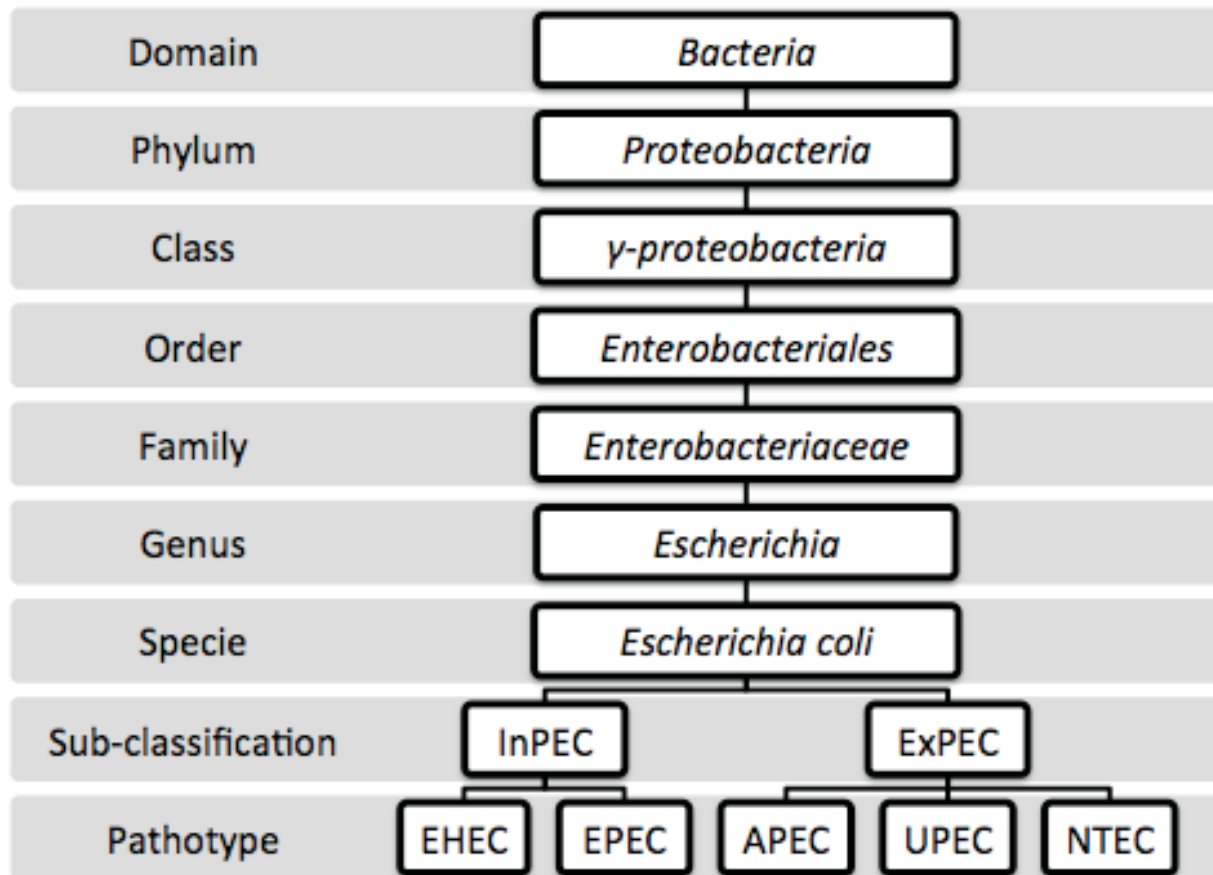 Domain Bacteria
Phylum Proteobacteria
Class γ-proteobacteria
Order Enterobacteriales
Family Enterobacteriaceae
Genus Escherichia
Specie Escherichia coli
Sub-classification InPEC ExPEC
Pathotype EHEC EPEC APEC UPEC NTEC